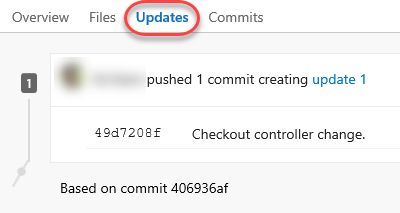 Overview Files Updates Commits
1 pushed 1 commit creating update 1
49d7208f Checkout controller change.
Based on commit 406936af